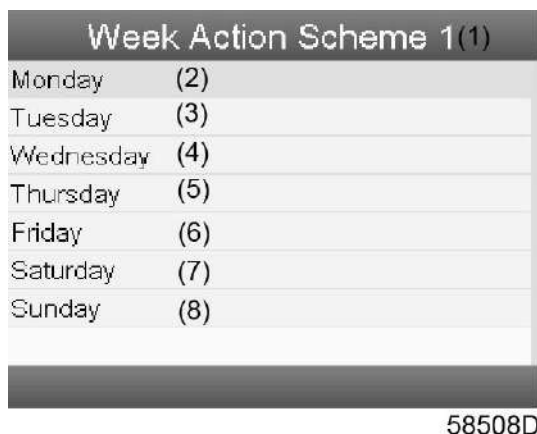 Week Action Scheme 1(1)
Monday (2)
Tuesday (3)
Wednesday (4)
Thursday (5)
Friday (6)
Saturday (7)
Sunday (8)
58508D